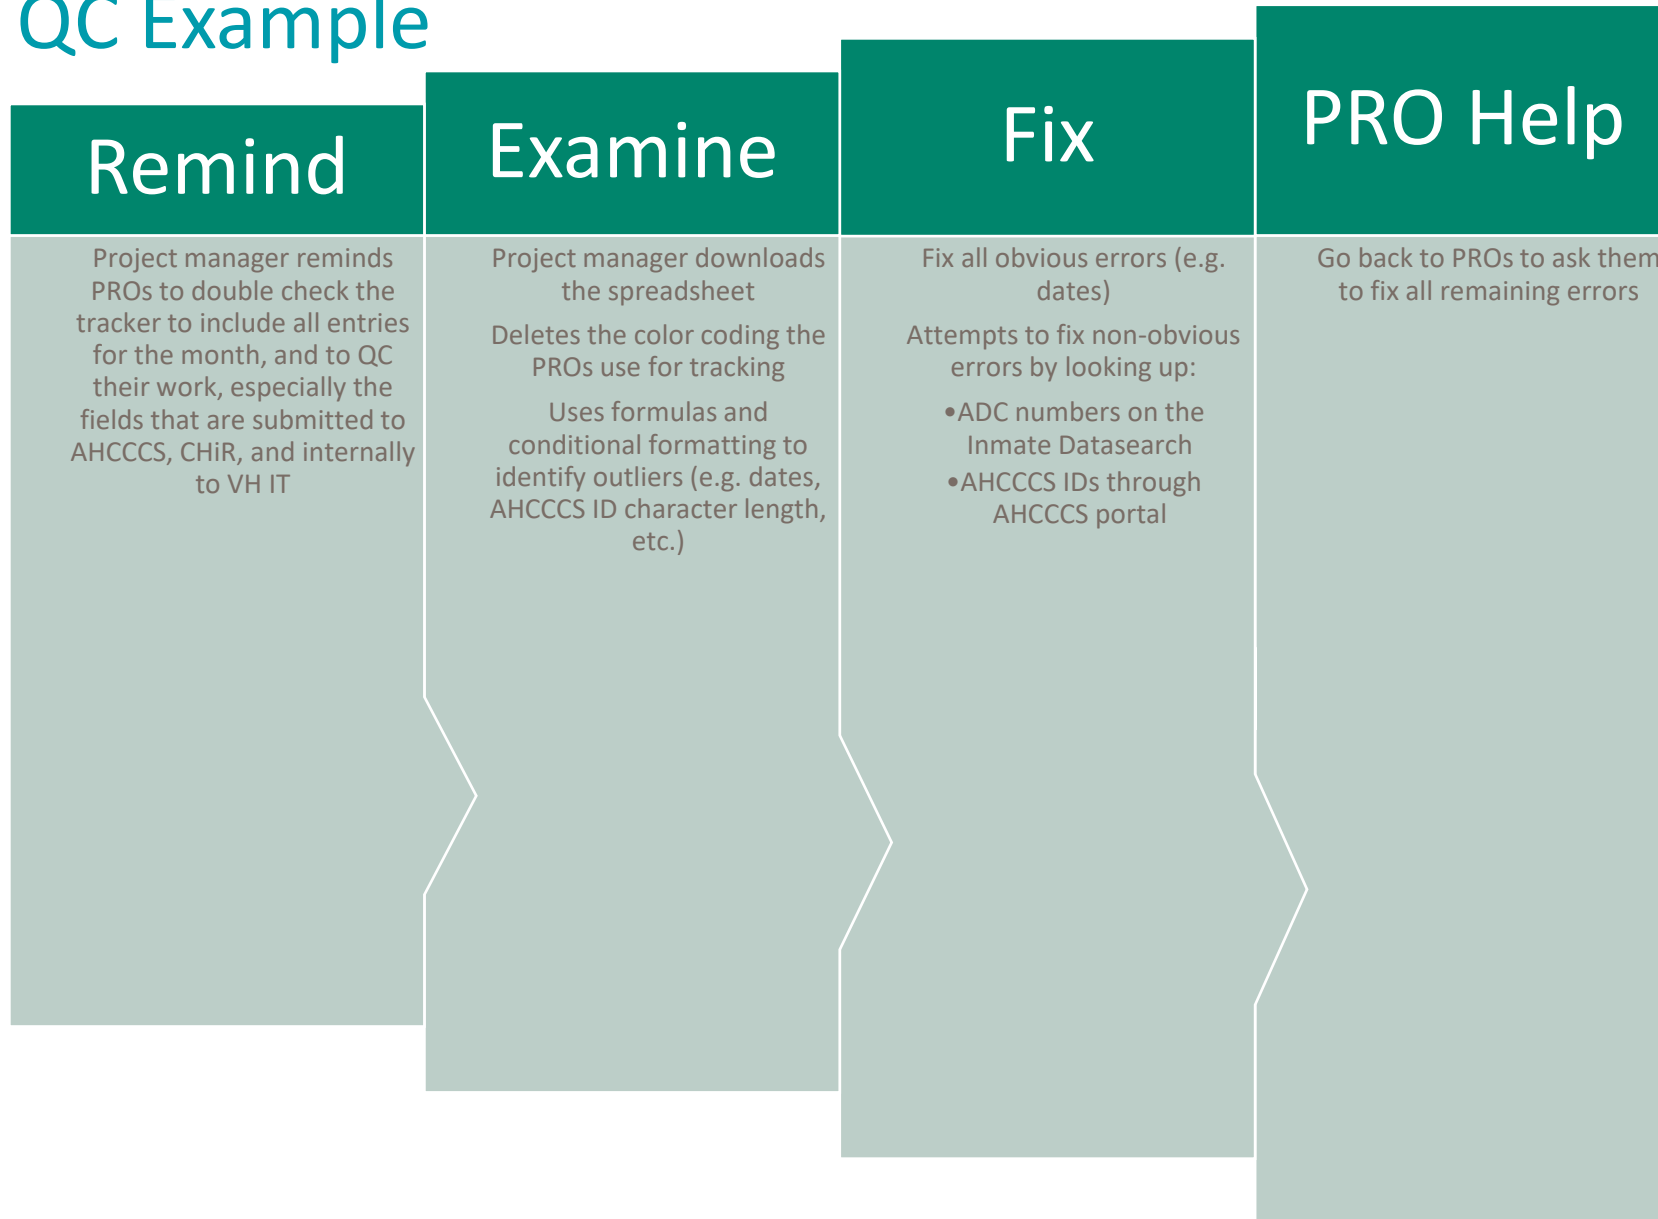 QC Example
Remind
Project manager reminds
PROs to double check the
tracker to include all entries
for the month, and to QC
their work, especially the
fields that are submitted to
AHCCCS, CHiR, and internally
to VH IT
Examine
Project manager downloads
the spreadsheet
Deletes the color coding the
PROs use for tracking
Uses formulas and
conditional formatting to
identify outliers (e.g. dates,
AHCCCS ID character length,
etc.)
Fix
Fix all obvious errors (e.g.
dates)
Attempts to fix non-obvious
errors by looking up:
•ADC numbers on the
Inmate Datasearch
•AHCCCS IDs through
AHCCCS portal
PRO Help
Go back to PROs to ask them
to fix all remaining errors